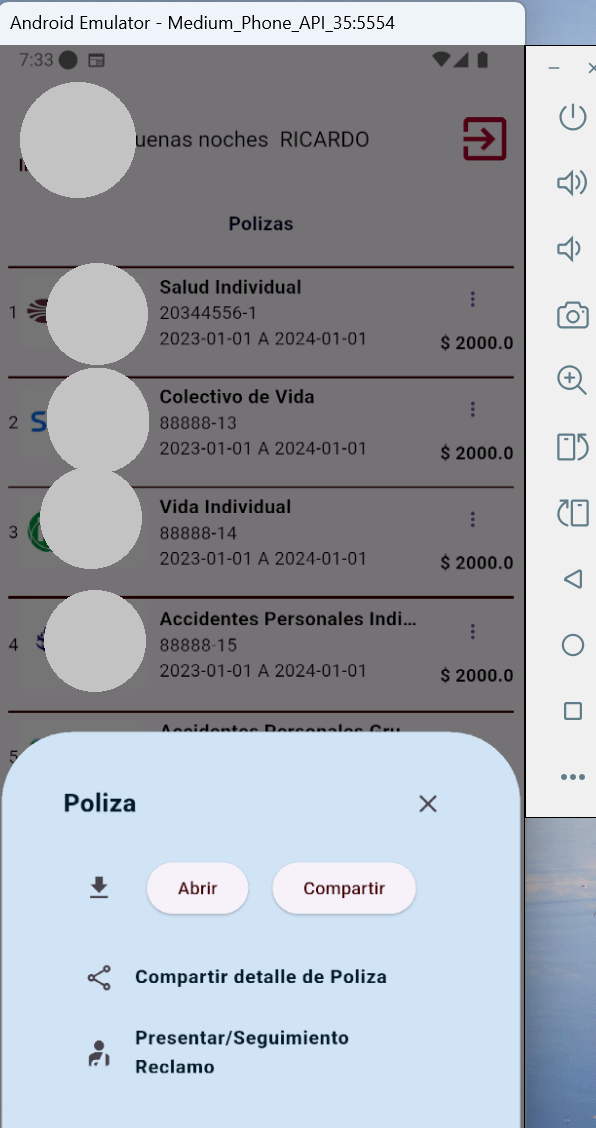 Android Emulator - Medium_Phone_API_35:5554
7:33
uenas noches RICARDO
Polizas
1
Salud Individual
20344556-1
2023-01-01 A 2024-01-01
$ 2000.0
2
S
Colectivo de Vida
88888-13
2023-01-01 A 2024-01-01
$ 2000.0
3
Vida Individual
88888-14
2023-01-01 A 2024-01-01
$ 2000.0
4
Accidentes Personales Indi...
88888-15
2023-01-01 A 2024-01-01
$ 2000.0
5
Accidentes Personales Gru...
Poliza
Abrir
Compartir
Compartir detalle de Poliza
Presentar/Seguimiento
Reclamo